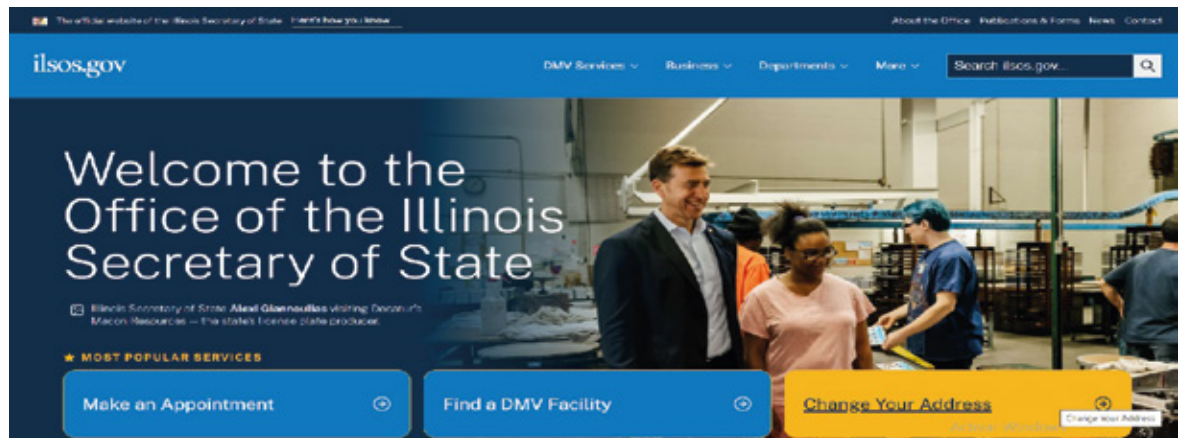 The official website of the Illinois Secretary of State Here's how you know
About the Office Publications & Forms News Contact
ilsos.gov
DMV Services Business Departments More Search ilsos.gov...
Welcome to the
Office of the Illinois
Secretary of State
Illinois Secretary of State Alexi Giannoulias visiting Decatur's
Macon Resources — the state's license plate producer.
★ MOST POPULAR SERVICES
Make an Appointment
Find a DMV Facility
Change Your Address
Change Your Address